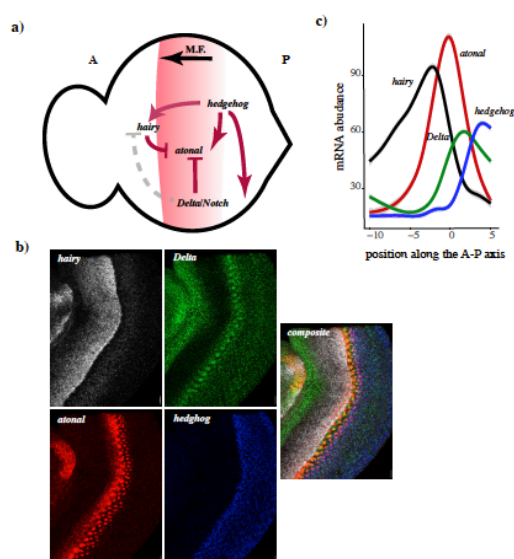 a)
M.F.
A
P
hedgehog
hairy
atonal
Delta/Notch
c)
mRNA abudance
90
60
30
atonal
hairy
hedgehog
Delta
-10
-5
0
5
position along the A-P axis
b)
hairy
Delta
composite
atonal
hedghog